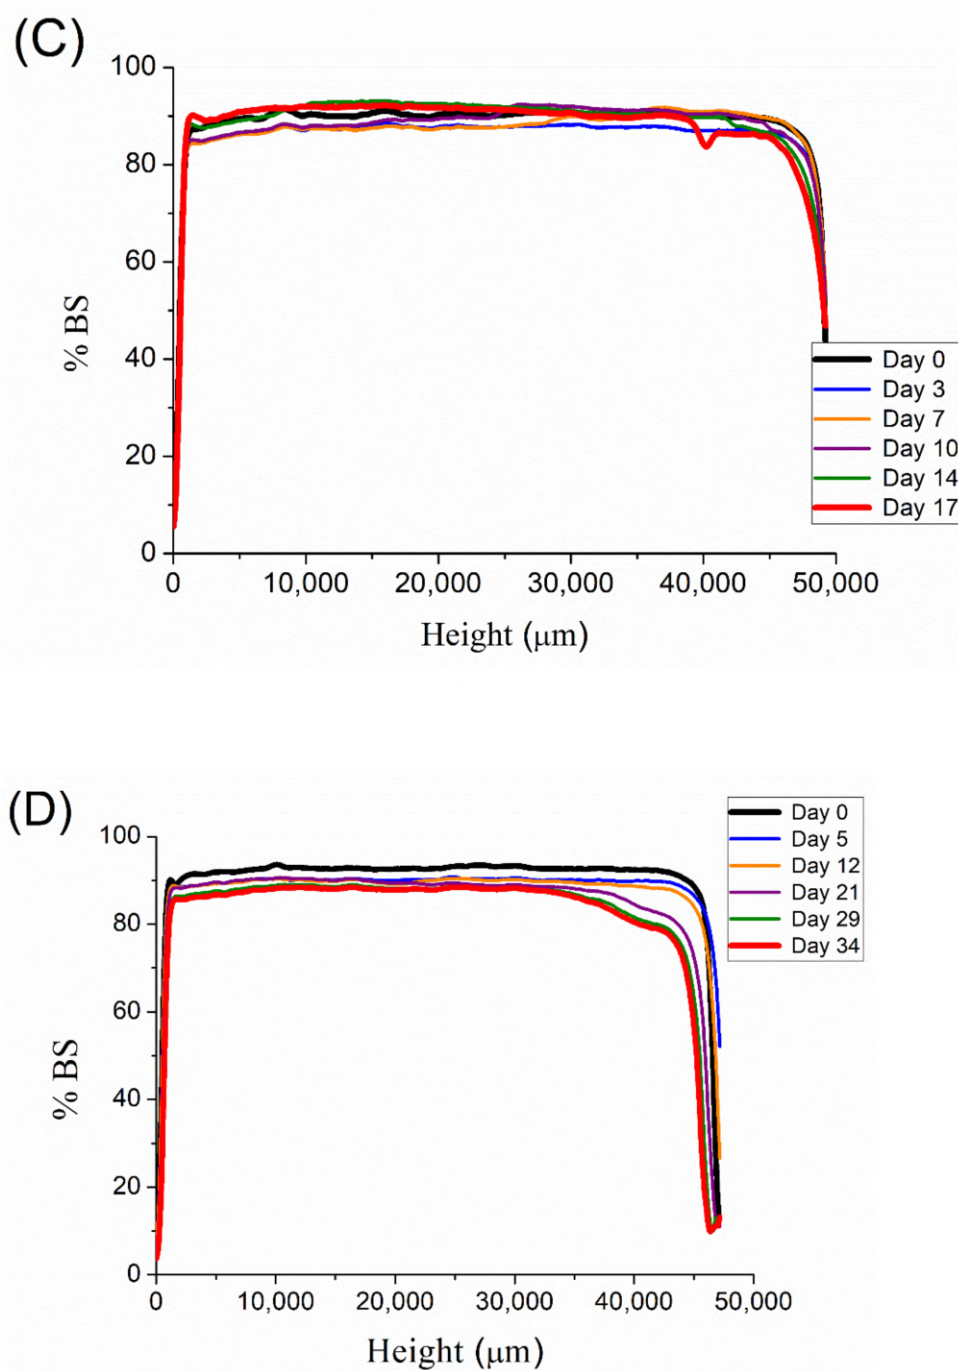 (C)
100
80
60
40
20
0
% BS
0 10,000 20,000 30,000 40,000 50,000
Height (μm)
Day 0
Day 3
Day 7
Day 10
Day 14
Day 17
(D)
100
80
60
40
20
0
% BS
0 10,000 20,000 30,000 40,000 50,000
Height (μm)
Day 0
Day 5
Day 12
Day 21
Day 29
Day 34